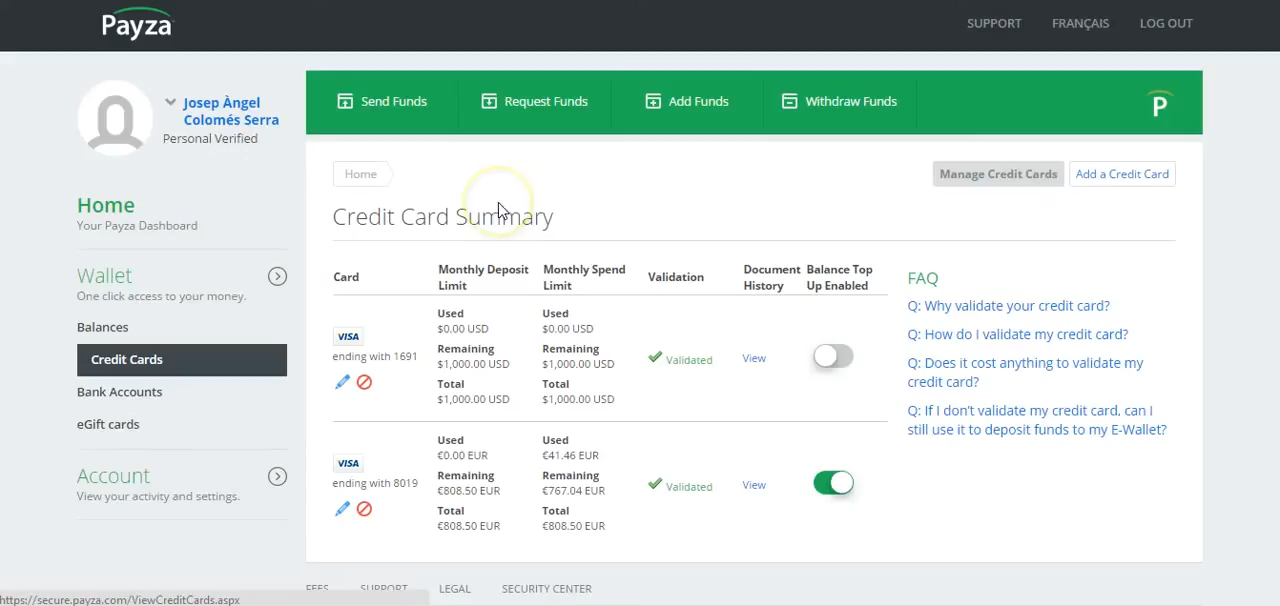 Payza
SUPPORT FRANÇAIS LOG OUT
Josep Àngel
Colomés Serra
Personal Verified
Send Funds Request Funds Add Funds Withdraw Funds
P
Home
Your Payza Dashboard
Wallet
One click access to your money.
Balances
Credit Cards
Bank Accounts
eGift cards
Account
View your activity and settings.
Home
Manage Credit Cards Add a Credit Card
Credit Card Summary
Card Monthly Deposit Limit Monthly Spend Limit Validation Document History Balance Top Up Enabled
VISA
ending with 1691
Used
$0.00 USD
Remaining
$1,000.00 USD
Total
$1,000.00 USD
Used
$0.00 USD
Remaining
$1,000.00 USD
Total
$1,000.00 USD
Validated
View
VISA
ending with 8019
Used
€0.00 EUR
Remaining
€808.50 EUR
Total
€808.50 EUR
Used
€41.46 EUR
Remaining
€767.04 EUR
Total
€808.50 EUR
Validated
View
FAQ
Q: Why validate your credit card?
Q: How do I validate my credit card?
Q: Does it cost anything to validate my
credit card?
Q: If I don't validate my credit card, can I
still use it to deposit funds to my E-Wallet?
FEES SUPPORT LEGAL SECURITY CENTER
https://secure.payza.com/ViewCreditCards.aspx